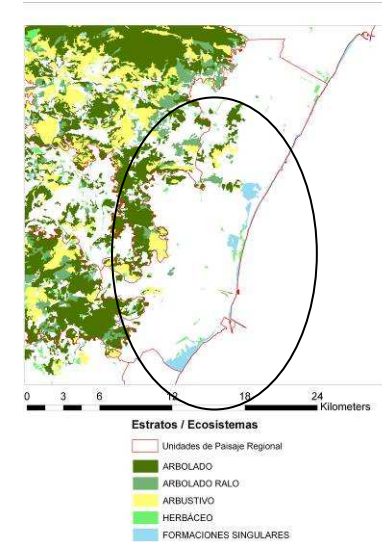 0 3 6 12 18 24
Kilometers
Estratos / Ecosistemas
Unidades de Paisaje Regional
ARBOLADO
ARBOLADO RALO
ARBUSTIVO
HERBÁCEO
FORMACIONES SINGULARES